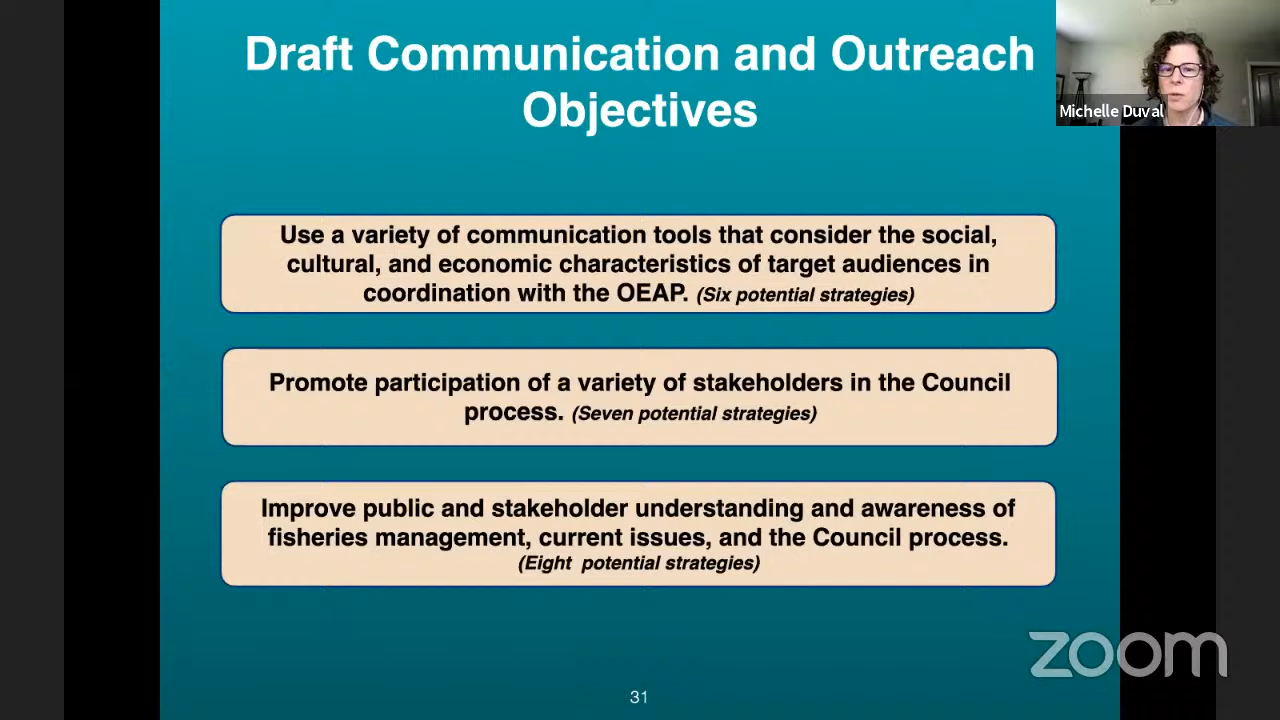 Draft Communication and Outreach
Objectives
Michelle Duval
Use a variety of communication tools that consider the social,
cultural, and economic characteristics of target audiences in
coordination with the OEAP. (Six potential strategies)
Promote participation of a variety of stakeholders in the Council
process. (Seven potential strategies)
Improve public and stakeholder understanding and awareness of
fisheries management, current issues, and the Council process.
(Eight potential strategies)
zoom
31